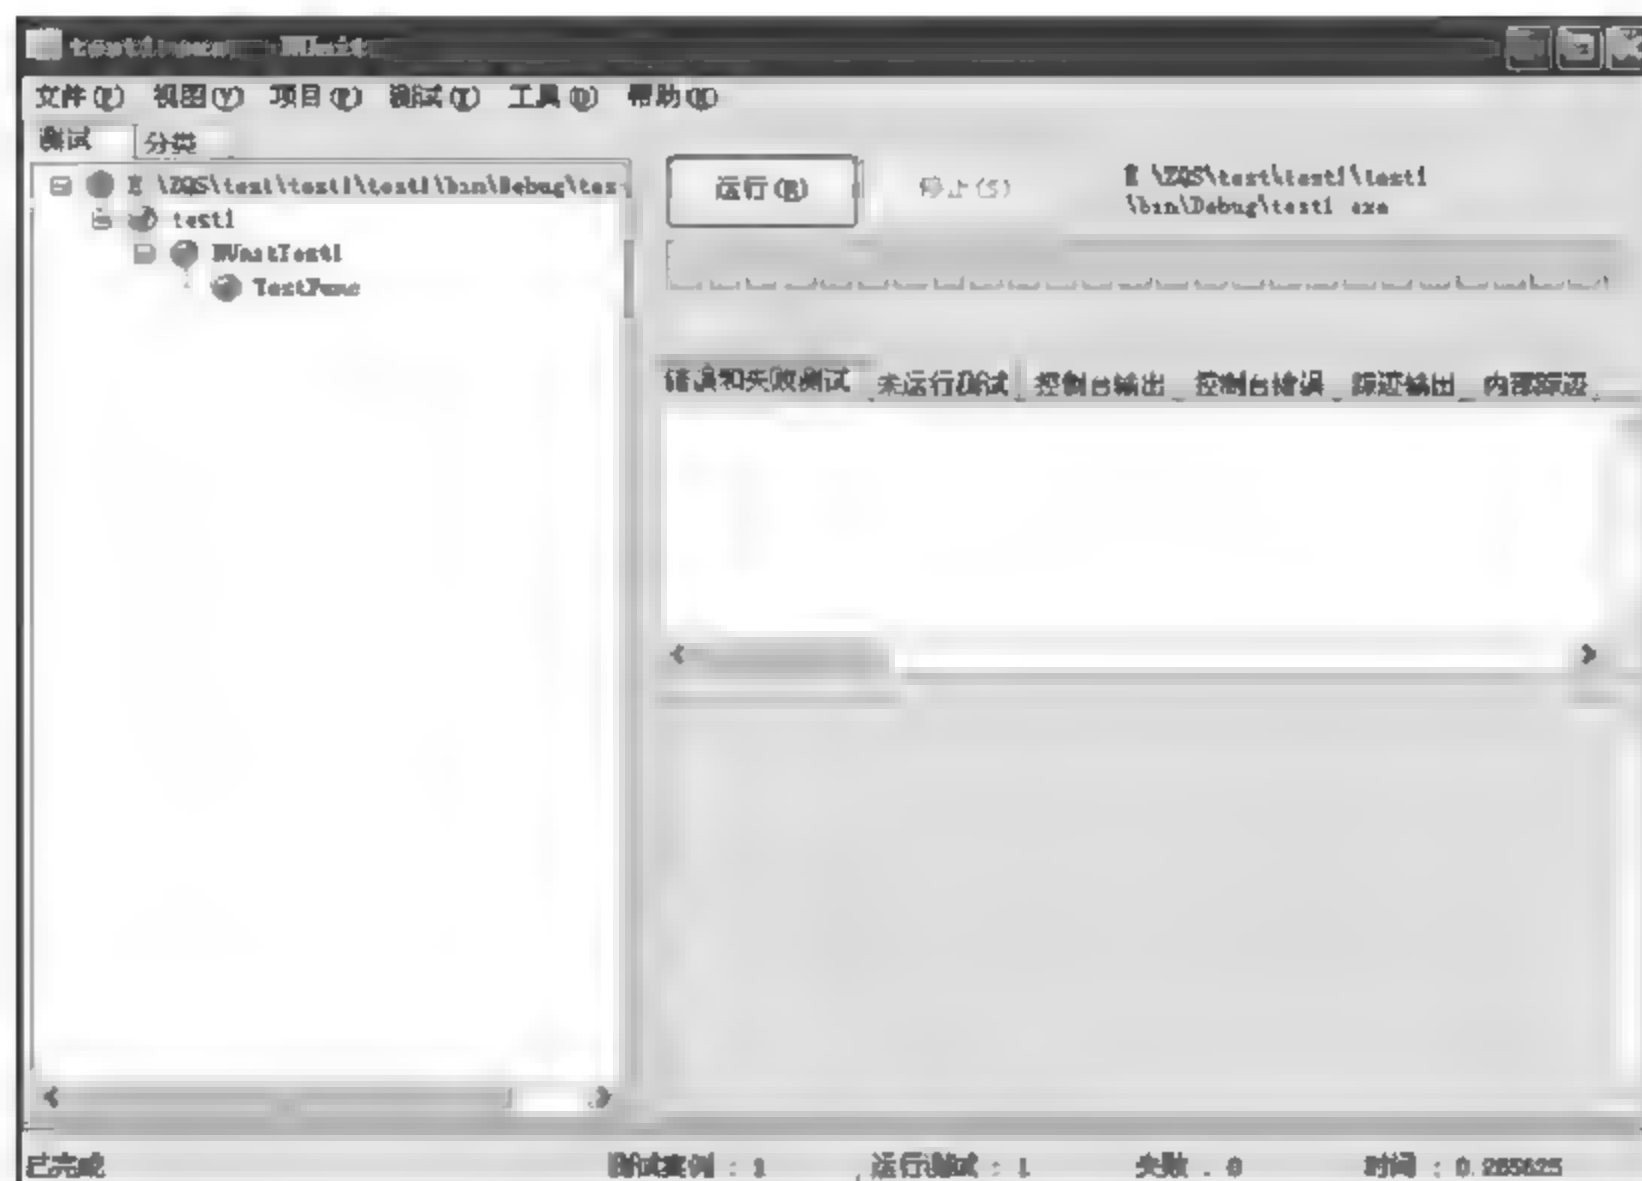 文件(F) 视图(V) 项目(P) 测试(T) 工具(O) 帮助(H)
测试 分类
E \ZQS\test\test1\test1\bin\Debug\tes
test1
NUnitTest1
TestFunc
运行(R) 停止(S)
E \ZQS\test\test1\test1
\bin\Debug\test1 exe
错误和失败测试 未运行测试 控制台输出 控制台错误 踪迹输出 内部踪迹
已完成 测试案例 : 1 运行测试 : 1 失败 : 0 时间 : 0.265625